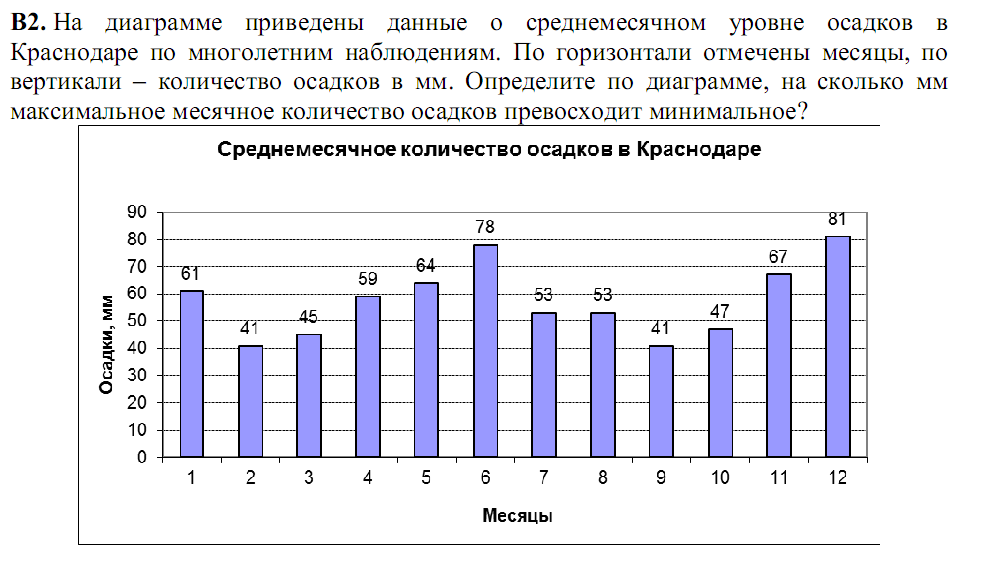 В2. На диаграмме приведены данные о среднемесячном уровне осадков в
Краснодаре по многолетним наблюдениям. По горизонтали отмечены месяцы, по
вертикали – количество осадков в мм. Определите по диаграмме, на сколько мм
максимальное месячное количество осадков превосходит минимальное?
Среднемесячное количество осадков в Краснодаре
90
80
70
60
50
40
30
20
10
0
Осадки, мм
61
41
45
59
64
78
53
53
41
47
67
81
1 2 3 4 5 6 7 8 9 10 11 12
Месяцы